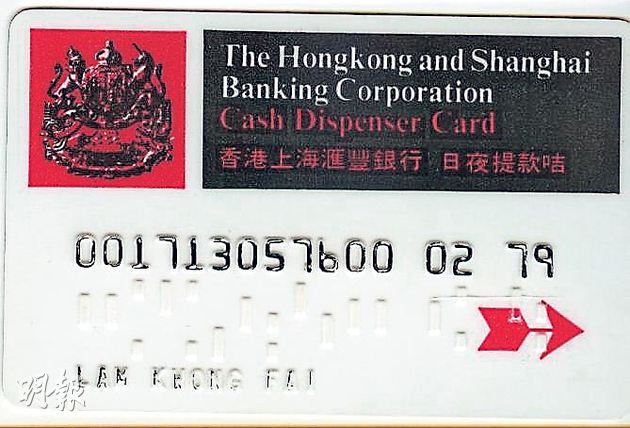 The Hongkong and Shanghai
Banking Corporation
Cash Dispenser Card
香港上海滙豐銀行 日夜提款咭
001713057600 02 79
LAM KWONG FAI
明報